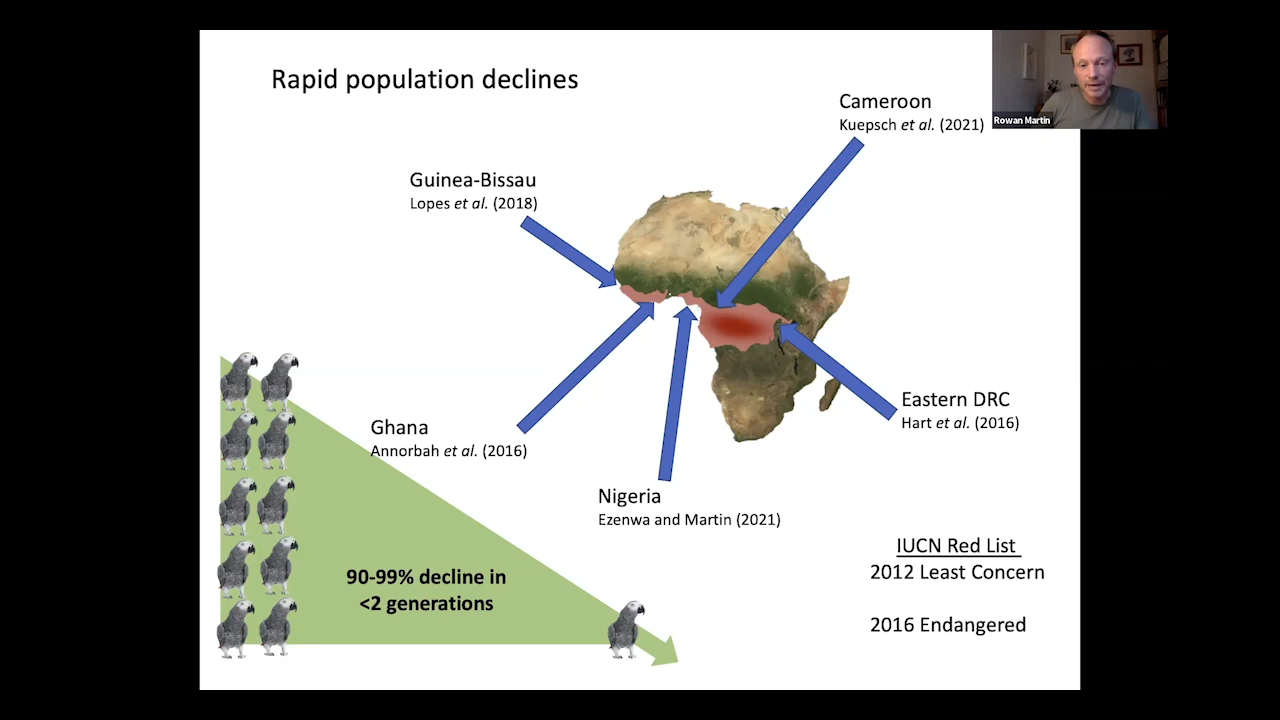 Rapid population declines
Cameroon
Kuepsch et al. (2021)
Rowan Martin
Guinea-Bissau
Lopes et al. (2018)
Eastern DRC
Hart et al. (2016)
Ghana
Annorbah et al. (2016)
Nigeria
Ezenwa and Martin (2021)
90-99% decline in
<2 generations
IUCN Red List
2012 Least Concern
2016 Endangered